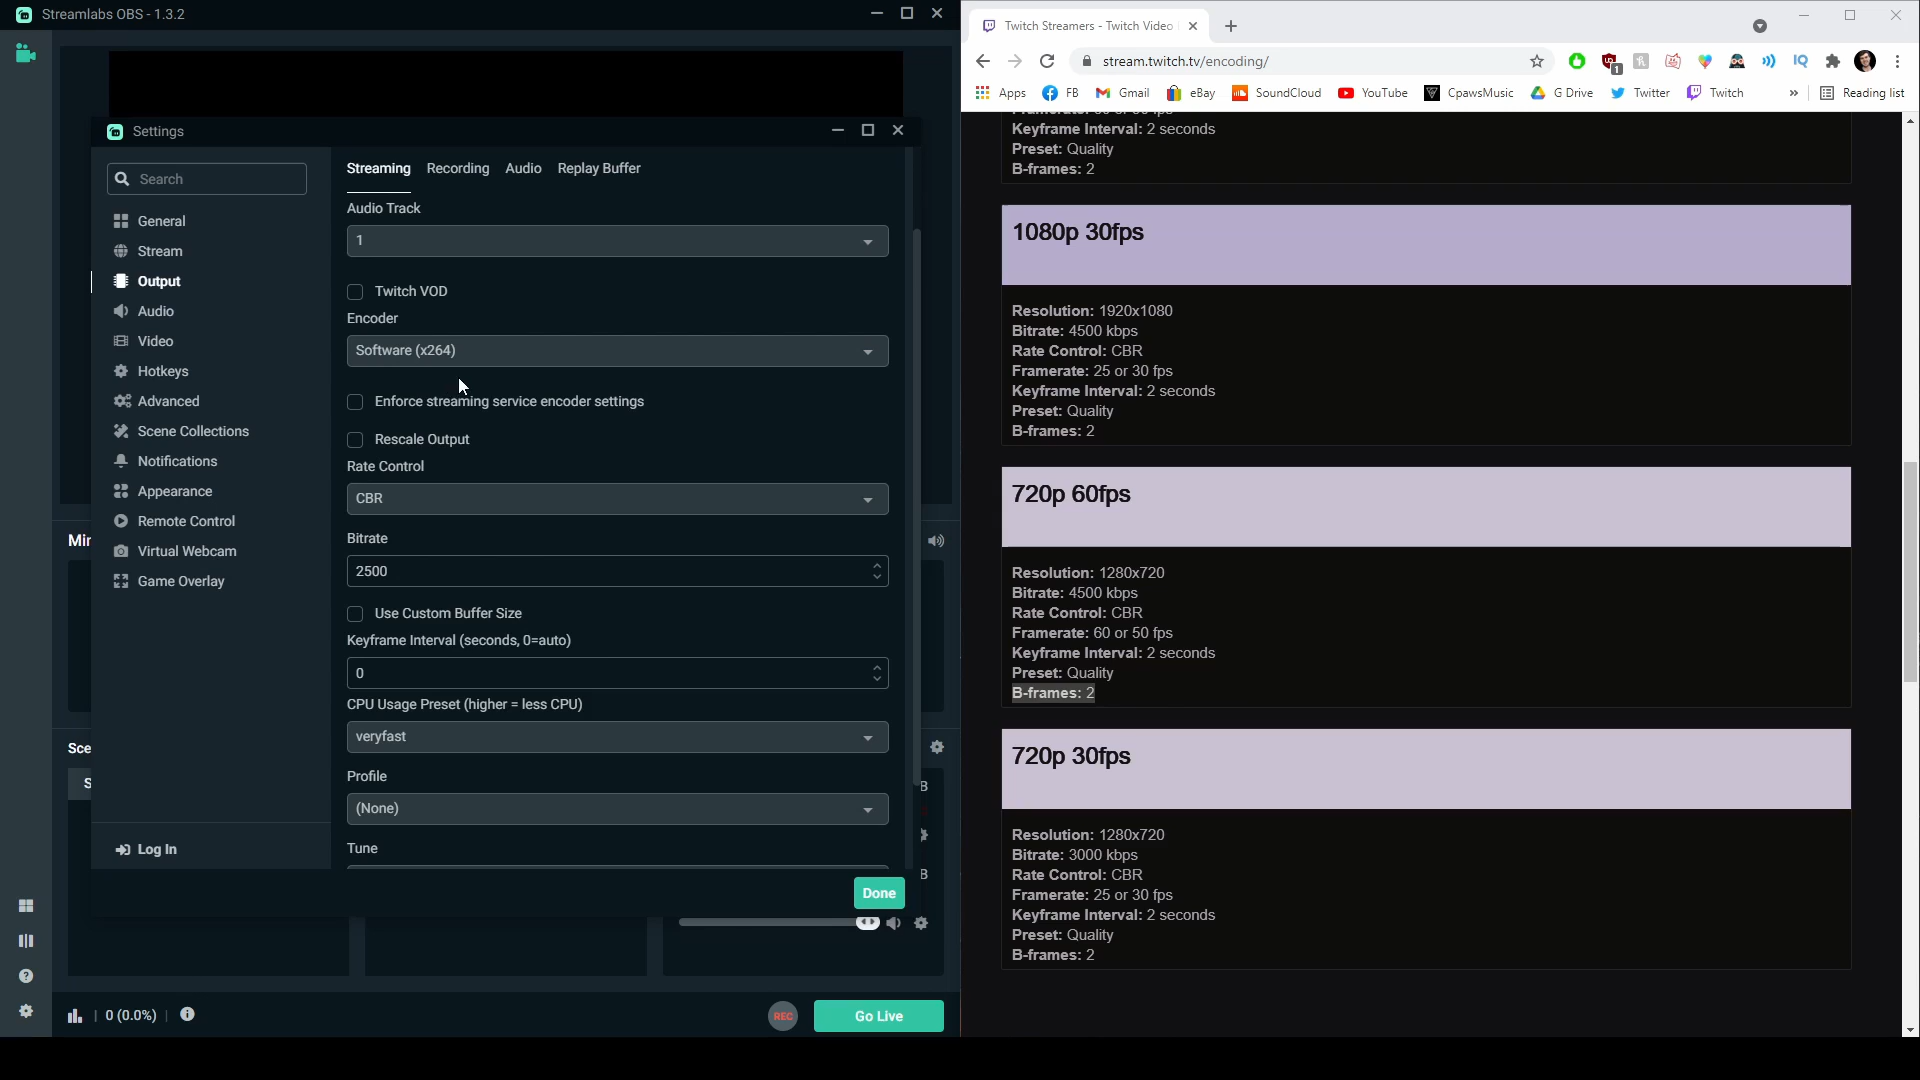 Streamlabs OBS - 1.3.2
Settings
Search
General
Stream
Output
Audio
Video
Hotkeys
Advanced
Scene Collections
Notifications
Appearance
Remote Control
Virtual Webcam
Game Overlay
Log In
Streaming Recording Audio Replay Buffer
Audio Track
1
Twitch VOD
Encoder
Software (x264)
Enforce streaming service encoder settings
Rescale Output
Rate Control
CBR
Bitrate
2500
Use Custom Buffer Size
Keyframe Interval (seconds, 0=auto)
0
CPU Usage Preset (higher = less CPU)
veryfast
Profile
(None)
Tune
Done
Min
Sce
S
B
B
0 (0.0%)
REC
Go Live
Twitch Streamers - Twitch Video
stream.twitch.tv/encoding/
1
IQ
Apps FB Gmail eBay SoundCloud YouTube CpawsMusic G Drive Twitter Twitch » Reading list
Keyframe Interval: 2 seconds
Preset: Quality
B-frames: 2
1080p 30fps
Resolution: 1920x1080
Bitrate: 4500 kbps
Rate Control: CBR
Framerate: 25 or 30 fps
Keyframe Interval: 2 seconds
Preset: Quality
B-frames: 2
720p 60fps
Resolution: 1280x720
Bitrate: 4500 kbps
Rate Control: CBR
Framerate: 60 or 50 fps
Keyframe Interval: 2 seconds
Preset: Quality
B-frames: 2
720p 30fps
Resolution: 1280x720
Bitrate: 3000 kbps
Rate Control: CBR
Framerate: 25 or 30 fps
Keyframe Interval: 2 seconds
Preset: Quality
B-frames: 2